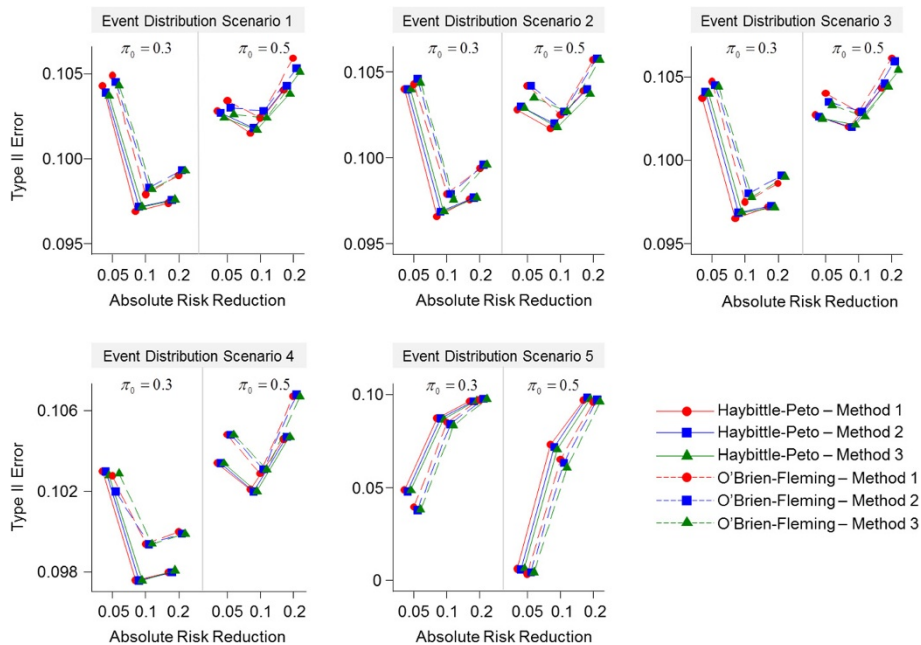 Event Distribution Scenario 1
Event Distribution Scenario 2
Event Distribution Scenario 3
π₀ = 0.3
π₀ = 0.5
π₀ = 0.3
π₀ = 0.5
π₀ = 0.3
π₀ = 0.5
Type II Error
0.105
0.100
0.095
0.105
0.100
0.095
0.105
0.100
0.095
0.05 0.1 0.2 0.05 0.1 0.2
0.05 0.1 0.2 0.05 0.1 0.2
0.05 0.1 0.2 0.05 0.1 0.2
Absolute Risk Reduction
Absolute Risk Reduction
Absolute Risk Reduction
Event Distribution Scenario 4
Event Distribution Scenario 5
π₀ = 0.3
π₀ = 0.5
π₀ = 0.3
π₀ = 0.5
Type II Error
0.106
0.102
0.098
0.10
0.05
0
0.05 0.1 0.2 0.05 0.1 0.2
0.05 0.1 0.2 0.05 0.1 0.2
Absolute Risk Reduction
Absolute Risk Reduction
Haybittle-Peto – Method 1
Haybittle-Peto – Method 2
Haybittle-Peto – Method 3
O'Brien-Fleming – Method 1
O'Brien-Fleming – Method 2
O'Brien-Fleming – Method 3